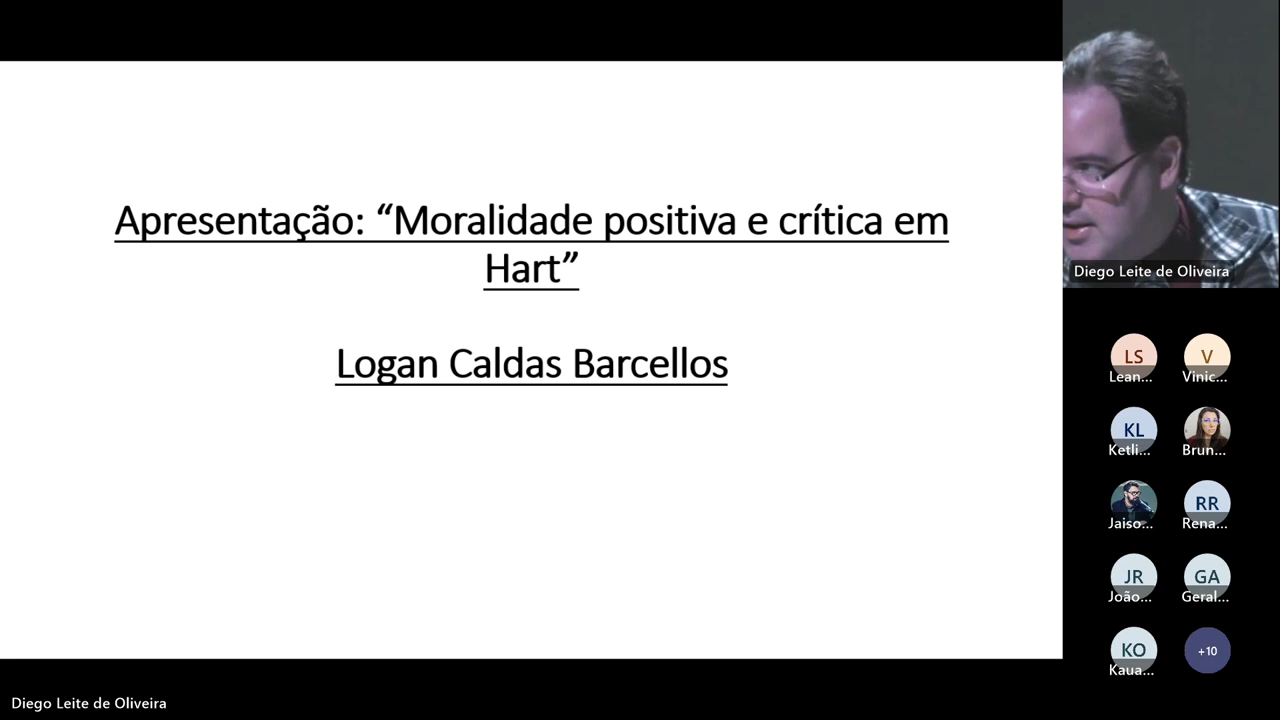 Apresentação: “Moralidade positiva e crítica em
Hart”
Logan Caldas Barcellos
Diego Leite de Oliveira
LS
V
Lean...
Vinic...
KL
Ketli...
Brun...
Jaiso...
RR
Rena...
JR
GA
João...
Geral...
KO
+10
Kaua...
Diego Leite de Oliveira